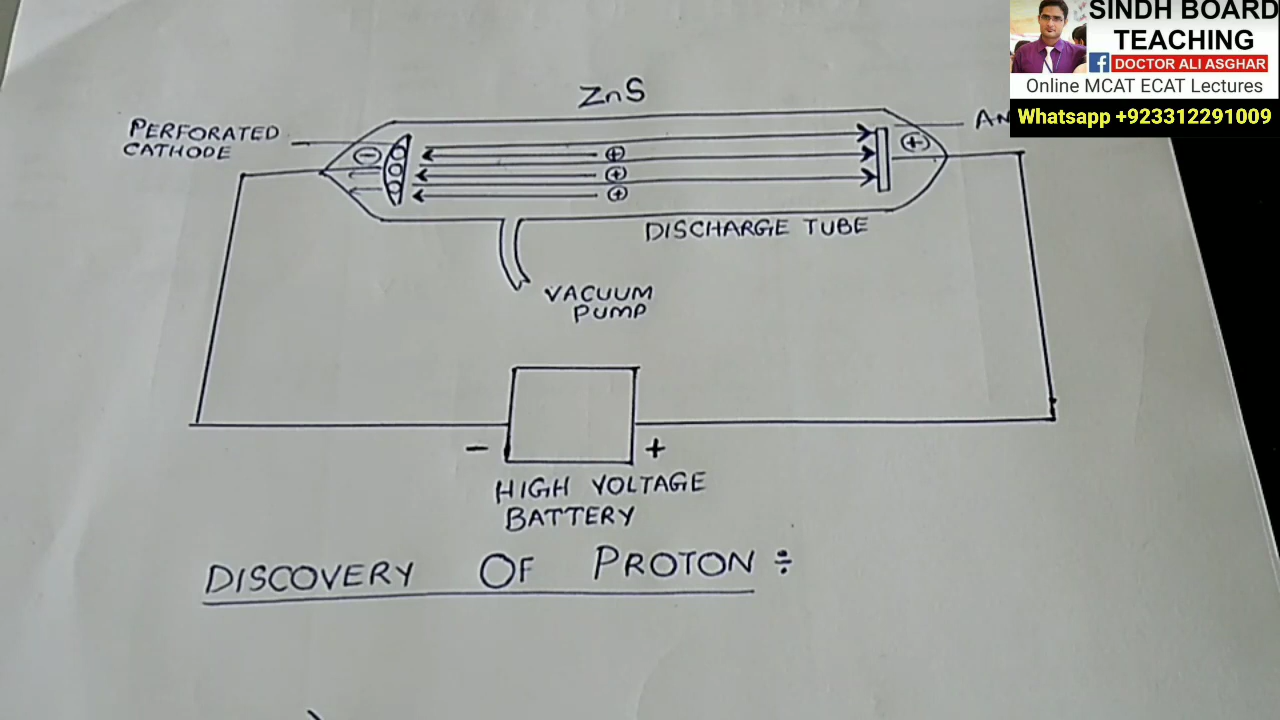 SINDH BOARD
TEACHING
f DOCTOR ALI ASGHAR
Online MCAT ECAT Lectures
Whatsapp +923312291009
ZnS
PERFORATED
CATHODE
DISCHARGE TUBE
VACUUM
PUMP
- +
HIGH VOLTAGE
BATTERY
DISCOVERY OF PROTON ÷